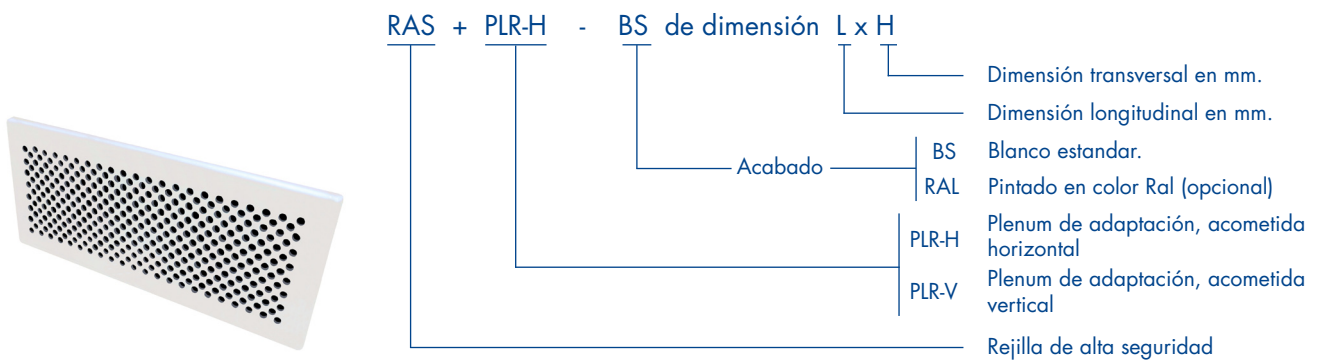 RAS + PLR-H - BS de dimensión L x H
Dimensión transversal en mm.
Dimensión longitudinal en mm.
Acabado
BS Blanco estandar.
RAL Pintado en color Ral (opcional)
PLR-H Plenum de adaptación, acometida
horizontal
PLR-V Plenum de adaptación, acometida
vertical
Rejilla de alta seguridad